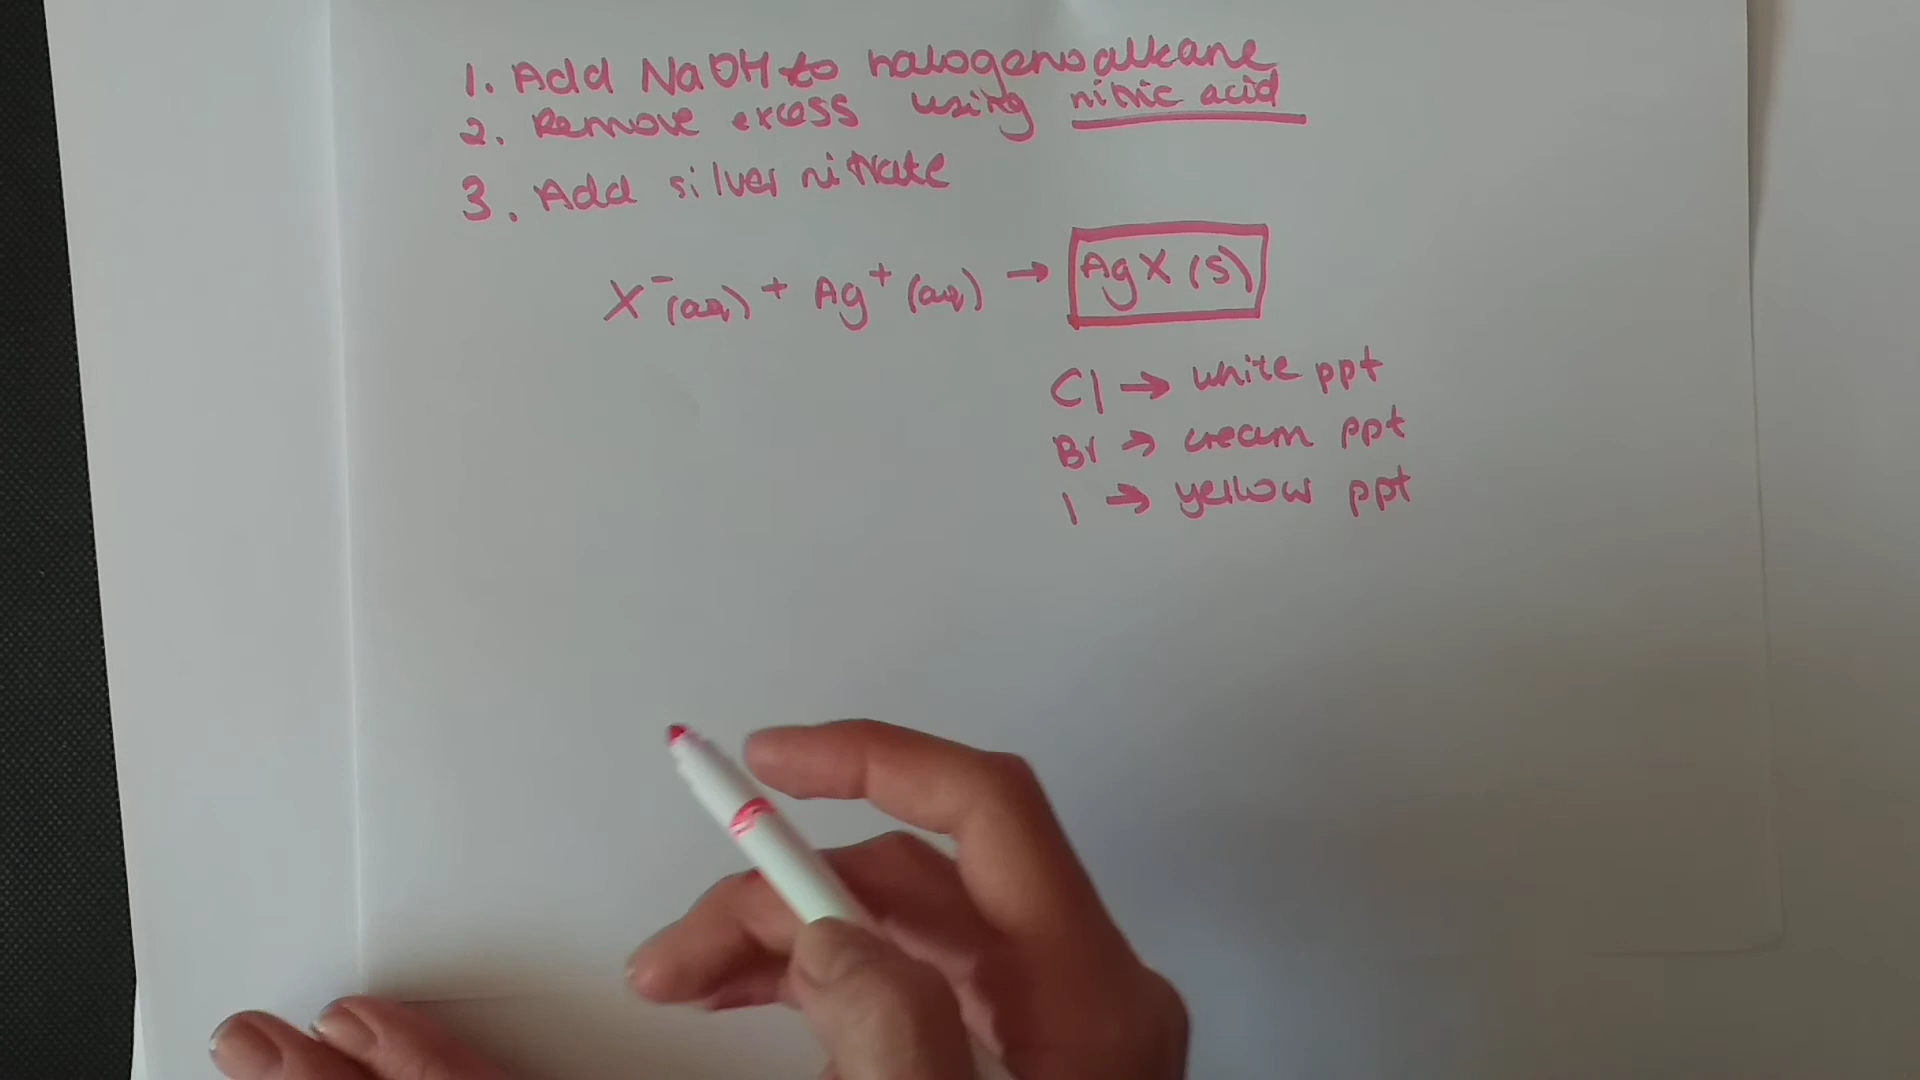 1. Add NaOH to halogenoalkane
2. Remove excess using nitric acid
3. Add silver nitrate
X⁻(aq) + Ag⁺(aq) → AgX(s)
Cl → white ppt
Br → cream ppt
I → yellow ppt